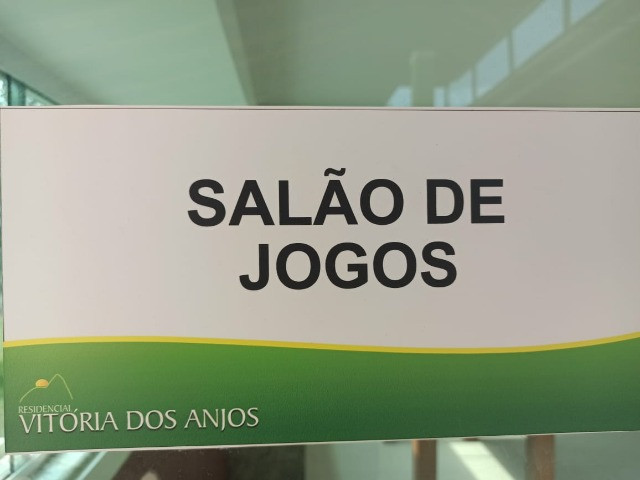 SALÃO DE
JOGOS
RESIDENCIAL
VITÓRIA DOS ANJOS